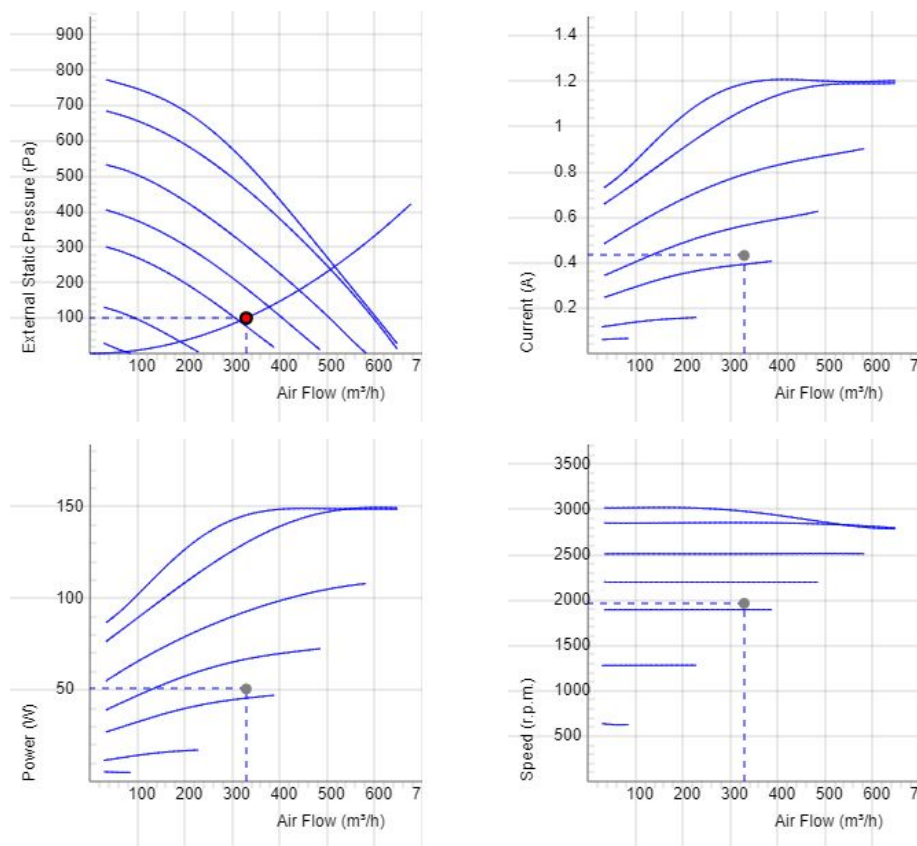 900
800
700
600
500
400
300
200
100
External Static Pressure (Pa)
100 200 300 400 500 600 7
Air Flow (m³/h)
1.4
1.2
1
0.8
0.6
0.4
0.2
Current (A)
100 200 300 400 500 600 7
Air Flow (m³/h)
150
100
50
Power (W)
100 200 300 400 500 600 7
Air Flow (m³/h)
3500
3000
2500
2000
1500
1000
500
Speed (r.p.m.)
100 200 300 400 500 600 7
Air Flow (m³/h)